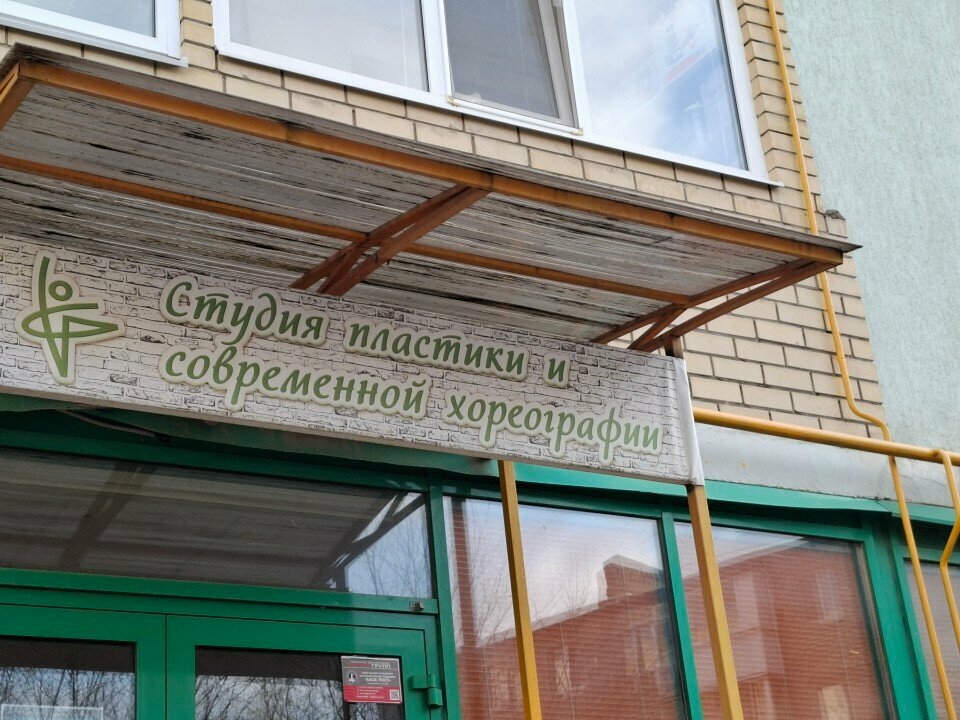 Студия пластики и
современной хореографии